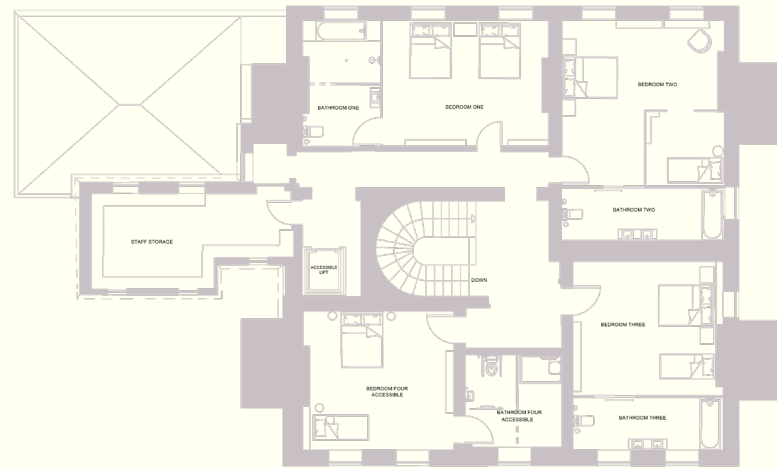 BEDROOM TWO
BATHROOM ONE
BEDROOM ONE
BATHROOM TWO
STAFF STORAGE
ACCESSIBLE
LIFT
DOWN
BEDROOM THREE
BEDROOM FOUR
ACCESSIBLE
BATHROOM FOUR
ACCESSIBLE
BATHROOM THREE